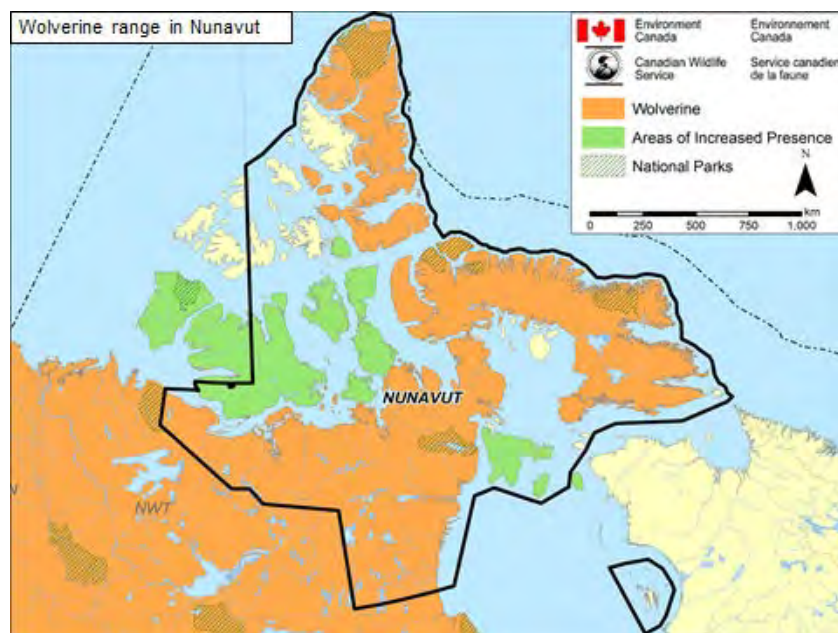 Wolverine range in Nunavut
Environment
Canada
Environnement
Canada
Canadian Wildlife
Service
Service canadien
de la faune
Wolverine
Areas of Increased Presence
National Parks
N
km
0 250 500 750 1,000
NUNAVUT
NWT